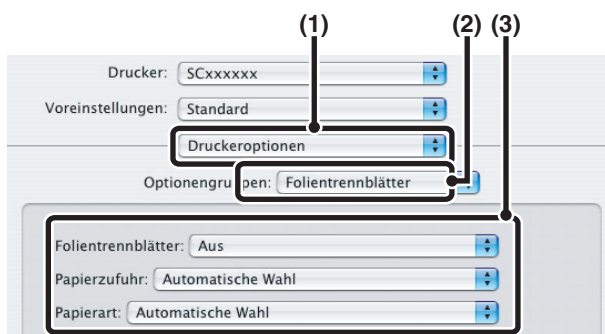 (1) (2) (3)
Drucker: SCxxxxxx
Voreinstellungen: Standard
Druckeroptionen
Optionengruppen: Folientrennblätter
Folientrennblätter: Aus
Papierzufuhr: Automatische Wahl
Papierart: Automatische Wahl